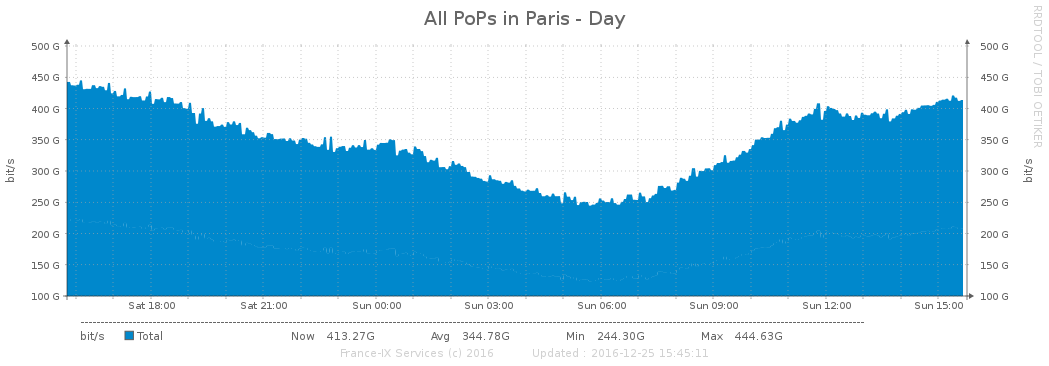 All PoPs in Paris - Day
RRDTOOL / TOBI OETIKER
500 G 500 G
450 G 450 G
400 G 400 G
350 G 350 G
300 G 300 G
250 G 250 G
200 G 200 G
150 G 150 G
100 G 100 G
bit/s
bit/s
Sat 18:00 Sat 21:00 Sun 00:00 Sun 03:00 Sun 06:00 Sun 09:00 Sun 12:00 Sun 15:00
bit/s Total Now 413.27G Avg 344.78G Min 244.30G Max 444.63G
France-IX Services (c) 2016 Updated : 2016-12-25 15:45:11